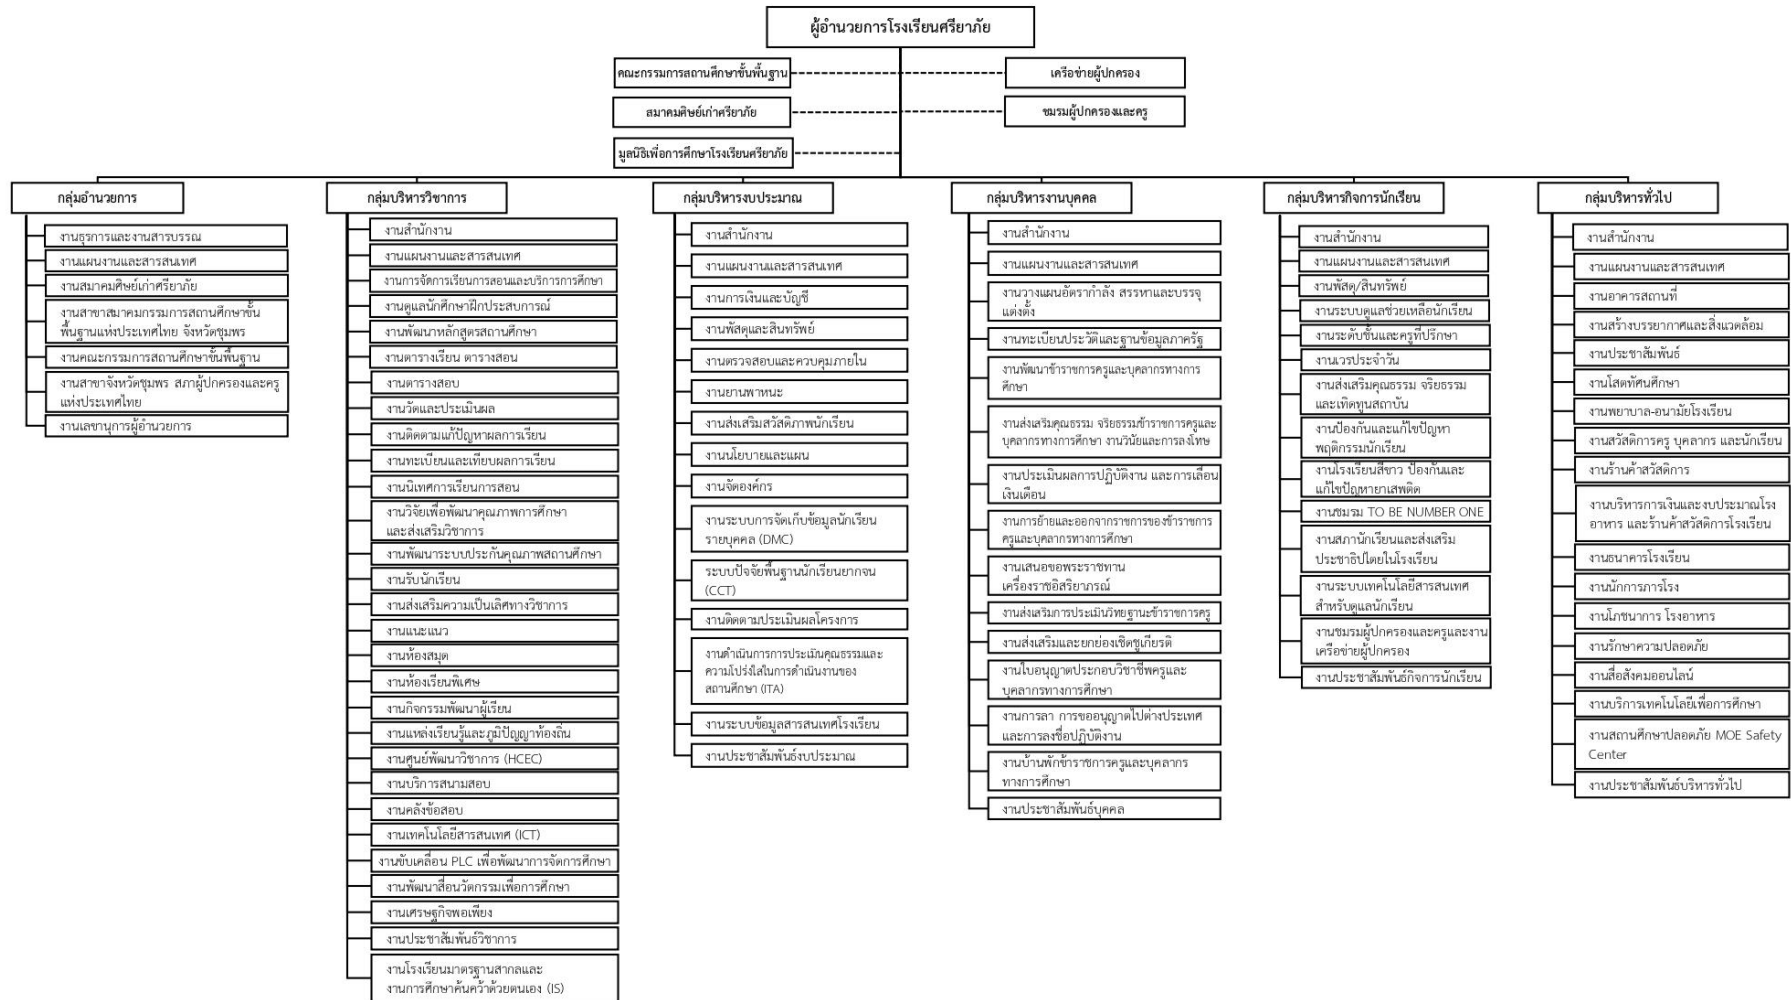 ผู้อำนวยการโรงเรียนศรียาภัย
คณะกรรมการสถานศึกษาขั้นพื้นฐาน
เครือข่ายผู้ปกครอง
สมาคมศิษย์เก่าศรียาภัย
ชมรมผู้ปกครองและครู
มูลนิธิเพื่อการศึกษาโรงเรียนศรียาภัย
กลุ่มอำนวยการ
งานธุรการและงานสารบรรณ
งานแผนงานและสารสนเทศ
งานสมาคมศิษย์เก่าศรียาภัย
งานสาขาสมาคมกรรมการสถานศึกษาขั้น
พื้นฐานแห่งประเทศไทย จังหวัดชุมพร
งานคณะกรรมการสถานศึกษาขั้นพื้นฐาน
งานสาขาจังหวัดชุมพร สภาผู้ปกครองและครู
แห่งประเทศไทย
งานเลขานุการผู้อำนวยการ
กลุ่มบริหารวิชาการ
งานสำนักงาน
งานแผนงานและสารสนเทศ
งานการจัดการเรียนการสอนและบริการการศึกษา
งานดูแลนักศึกษาฝึกประสบการณ์
งานพัฒนาหลักสูตรสถานศึกษา
งานตารางเรียน ตารางสอน
งานตารางสอบ
งานวัดและประเมินผล
งานติดตามแก้ปัญหาผลการเรียน
งานทะเบียนและเทียบผลการเรียน
งานนิเทศการเรียนการสอน
งานวิจัยเพื่อพัฒนาคุณภาพการศึกษา
และส่งเสริมวิชาการ
งานพัฒนาระบบประกันคุณภาพสถานศึกษา
งานรับนักเรียน
งานส่งเสริมความเป็นเลิศทางวิชาการ
งานแนะแนว
งานห้องสมุด
งานห้องเรียนพิเศษ
งานกิจกรรมพัฒนาผู้เรียน
งานแหล่งเรียนรู้และภูมิปัญญาท้องถิ่น
งานศูนย์พัฒนาวิชาการ (HCEC)
งานบริการสนามสอบ
งานคลังข้อสอบ
งานเทคโนโลยีสารสนเทศ (ICT)
งานขับเคลื่อน PLC เพื่อพัฒนาการจัดการศึกษา
งานพัฒนาสื่อนวัตกรรมเพื่อการศึกษา
งานเศรษฐกิจพอเพียง
งานประชาสัมพันธ์วิชาการ
งานโรงเรียนมาตรฐานสากลและ
งานการศึกษาค้นคว้าด้วยตนเอง (IS)
กลุ่มบริหารงบประมาณ
งานสำนักงาน
งานแผนงานและสารสนเทศ
งานการเงินและบัญชี
งานพัสดุและสินทรัพย์
งานตรวจสอบและควบคุมภายใน
งานยานพาหนะ
งานส่งเสริมสวัสดิภาพนักเรียน
งานนโยบายและแผน
งานจัดองค์กร
งานระบบการจัดเก็บข้อมูลนักเรียน
รายบุคคล (DMC)
ระบบปัจจัยพื้นฐานนักเรียนยากจน
(CCT)
งานติดตามประเมินผลโครงการ
งานดำเนินการการประเมินคุณธรรมและ
ความโปร่งใสในการดำเนินงานของ
สถานศึกษา (ITA)
งานระบบข้อมูลสารสนเทศโรงเรียน
งานประชาสัมพันธ์งบประมาณ
กลุ่มบริหารงานบุคคล
งานสำนักงาน
งานแผนงานและสารสนเทศ
งานวางแผนอัตรากำลัง สรรหาและบรรจุ
แต่งตั้ง
งานทะเบียนประวัติและฐานข้อมูลภาครัฐ
งานพัฒนาข้าราชการครูและบุคลากรทางการ
ศึกษา
งานส่งเสริมคุณธรรม จริยธรรมข้าราชการครูและ
บุคลากรทางการศึกษา งานวินัยและการลงโทษ
งานประเมินผลการปฏิบัติงาน และการเลื่อน
เงินเดือน
งานการย้ายและออกจากราชการของข้าราชการ
ครูและบุคลากรทางการศึกษา
งานเสนอขอพระราชทาน
เครื่องราชอิสริยาภรณ์
งานส่งเสริมการประเมินวิทยฐานะข้าราชการครู
งานส่งเสริมและยกย่องเชิดชูเกียรติ
งานใบอนุญาตประกอบวิชาชีพครูและ
บุคลากรทางการศึกษา
งานการลา การขออนุญาตไปต่างประเทศ
และการลงชื่อปฏิบัติงาน
งานบ้านพักข้าราชการครูและบุคลากร
ทางการศึกษา
งานประชาสัมพันธ์บุคคล
กลุ่มบริหารกิจการนักเรียน
งานสำนักงาน
งานแผนงานและสารสนเทศ
งานพัสดุ/สินทรัพย์
งานระบบดูแลช่วยเหลือนักเรียน
งานระดับชั้นและครูที่ปรึกษา
งานเวรประจำวัน
งานส่งเสริมคุณธรรม จริยธรรม
และเทิดทูนสถาบัน
งานป้องกันและแก้ไขปัญหา
พฤติกรรมนักเรียน
งานโรงเรียนสีขาว ป้องกันและ
แก้ไขปัญหายาเสพติด
งานชมรม TO BE NUMBER ONE
งานสภานักเรียนและส่งเสริม
ประชาธิปไตยในโรงเรียน
งานระบบเทคโนโลยีสารสนเทศ
สำหรับดูแลนักเรียน
งานชมรมผู้ปกครองและครูและงาน
เครือข่ายผู้ปกครอง
งานประชาสัมพันธ์กิจการนักเรียน
กลุ่มบริหารทั่วไป
งานสำนักงาน
งานแผนงานและสารสนเทศ
งานอาคารสถานที่
งานสร้างบรรยากาศและสิ่งแวดล้อม
งานประชาสัมพันธ์
งานโสตทัศนศึกษา
งานพยาบาล-อนามัยโรงเรียน
งานสวัสดิการครู บุคลากร และนักเรียน
งานร้านค้าสวัสดิการ
งานบริหารการเงินและงบประมาณโรง
อาหาร และร้านค้าสวัสดิการโรงเรียน
งานธนาคารโรงเรียน
งานนักการภารโรง
งานโภชนาการ โรงอาหาร
งานรักษาความปลอดภัย
งานสื่อสังคมออนไลน์
งานบริการเทคโนโลยีเพื่อการศึกษา
งานสถานศึกษาปลอดภัย MOE Safety
Center
งานประชาสัมพันธ์บริหารทั่วไป